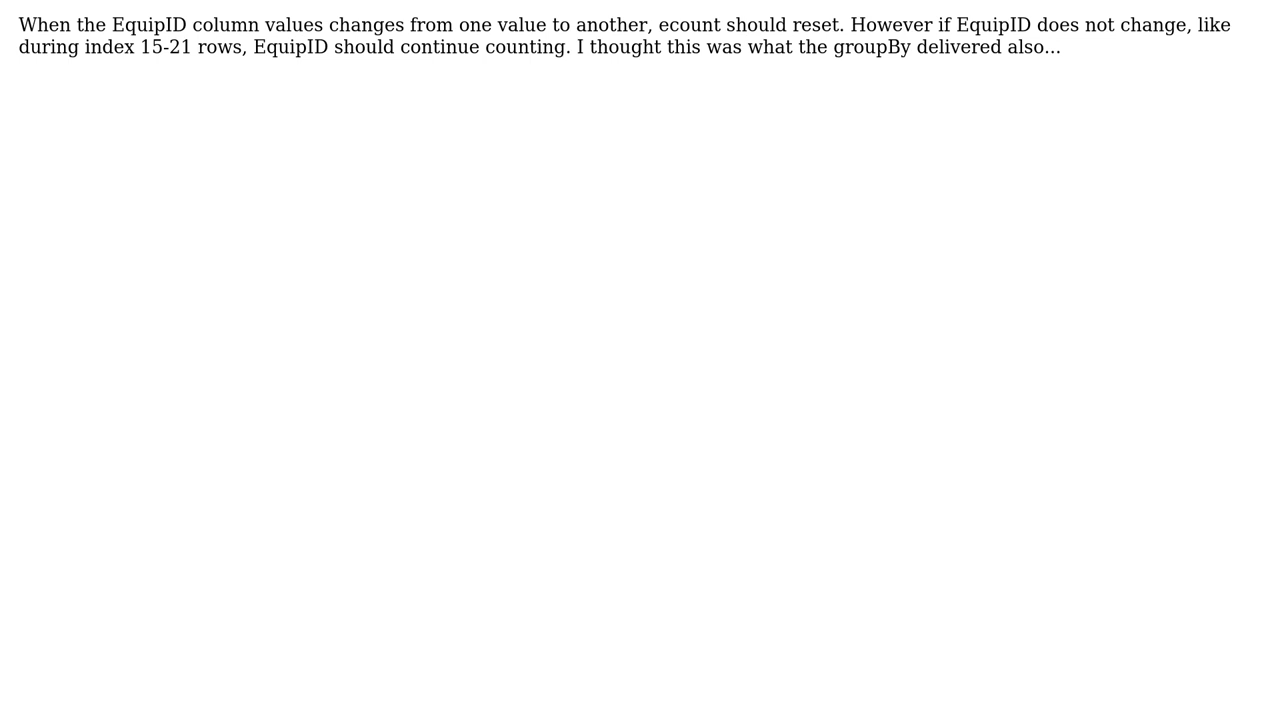 When the EquipID column values changes from one value to another, ecount should reset. However if EquipID does not change, like
during index 15-21 rows, EquipID should continue counting. I thought this was what the groupBy delivered also...